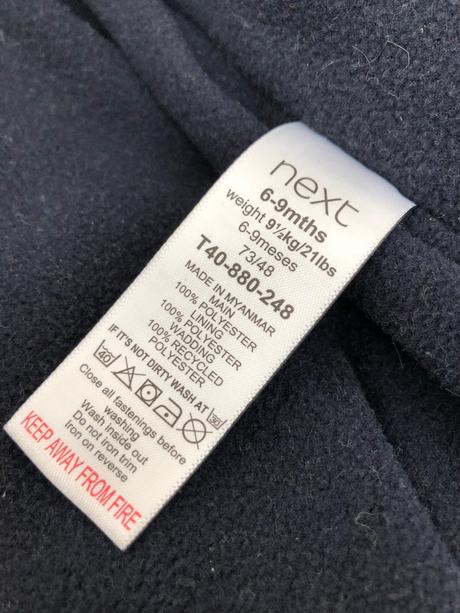 next
6-9mths
weight 9½kg/21lbs
6-9meses
73/48
T40-880-248
MADE IN MYANMAR
MAIN
100% POLYESTER
LINING
100% POLYESTER
WADDING
100% RECYCLED
POLYESTER
IF IT'S NOT DIRTY WASH AT 30
40
Close all fastenings before
washing
Wash inside out
Do not iron trim
Iron on reverse
KEEP AWAY FROM FIRE